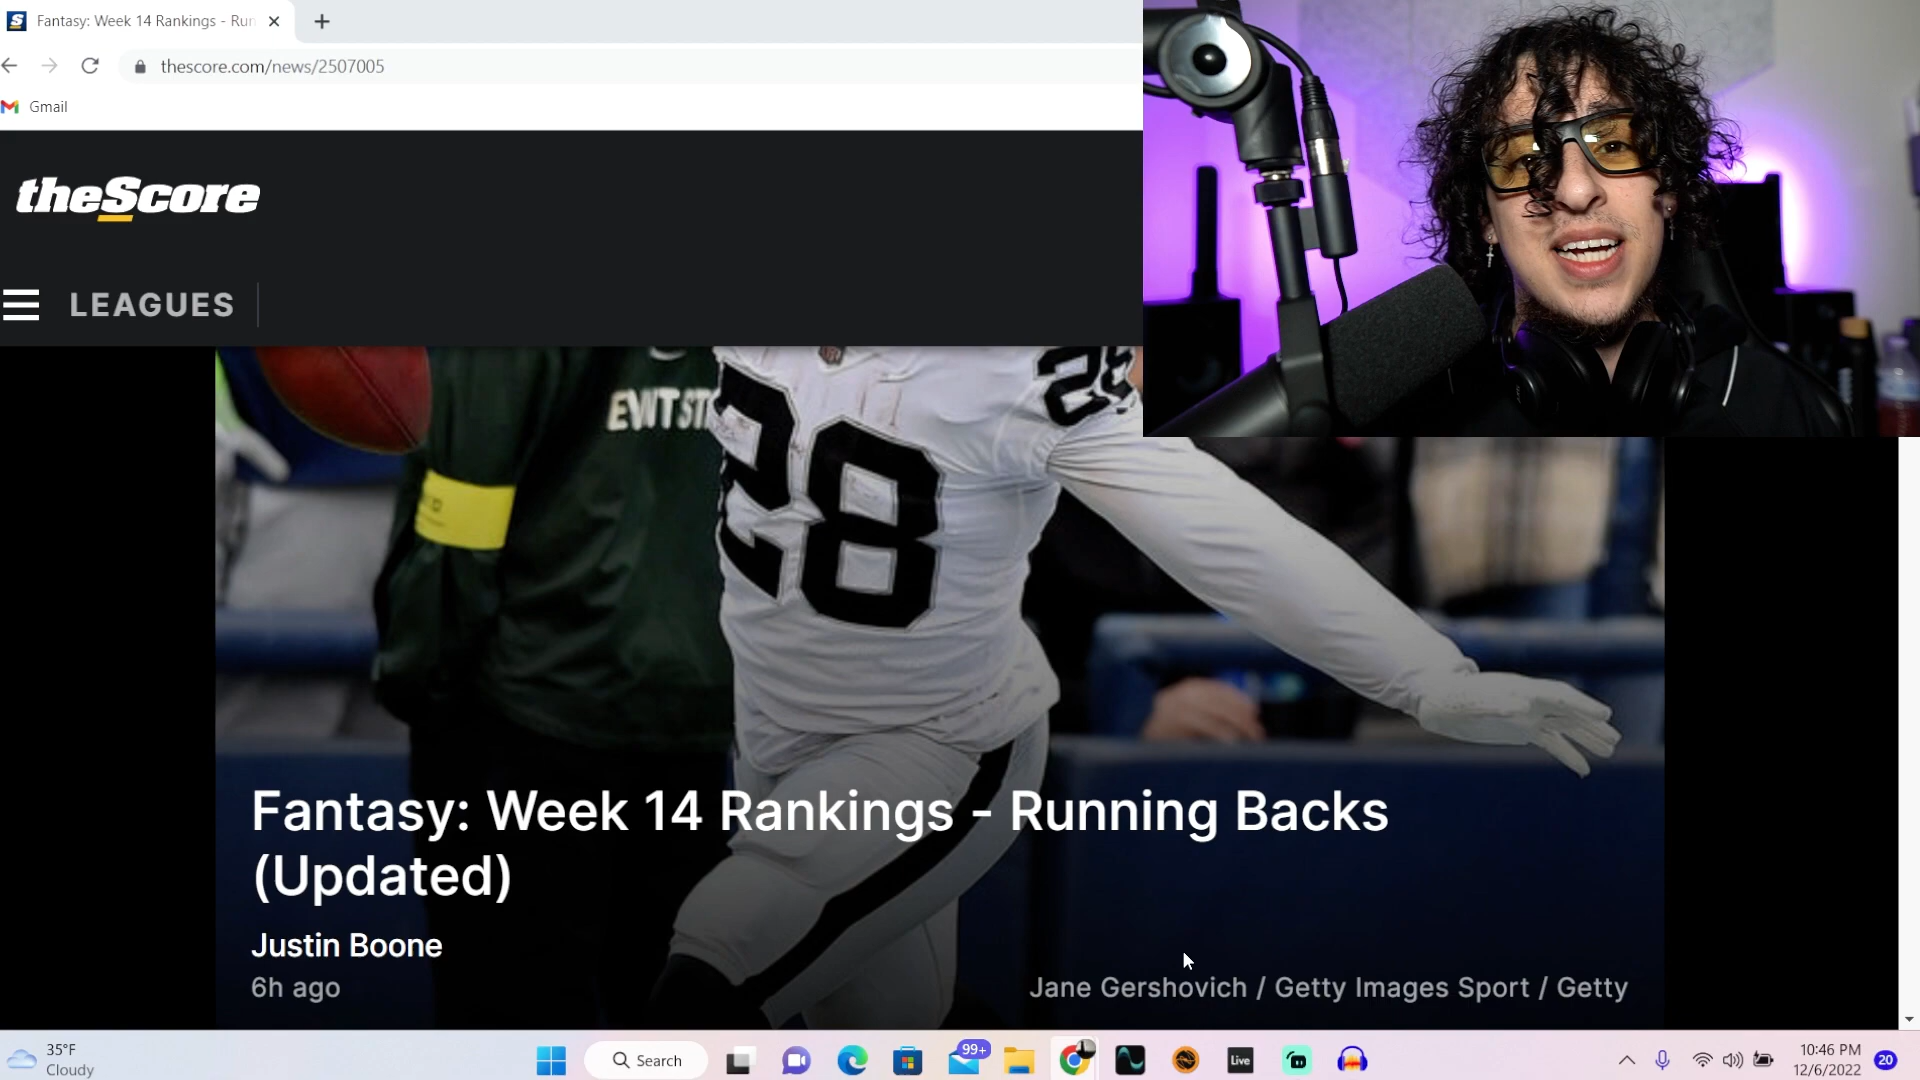 Fantasy: Week 14 Rankings - Run
thescore.com/news/2507005
Gmail
theScore
LEAGUES
28
28
Fantasy: Week 14 Rankings - Running Backs
(Updated)
Justin Boone
6h ago
Jane Gershovich / Getty Images Sport / Getty
35°F
Cloudy
Search
99+
Live
10:46 PM
12/6/2022
20